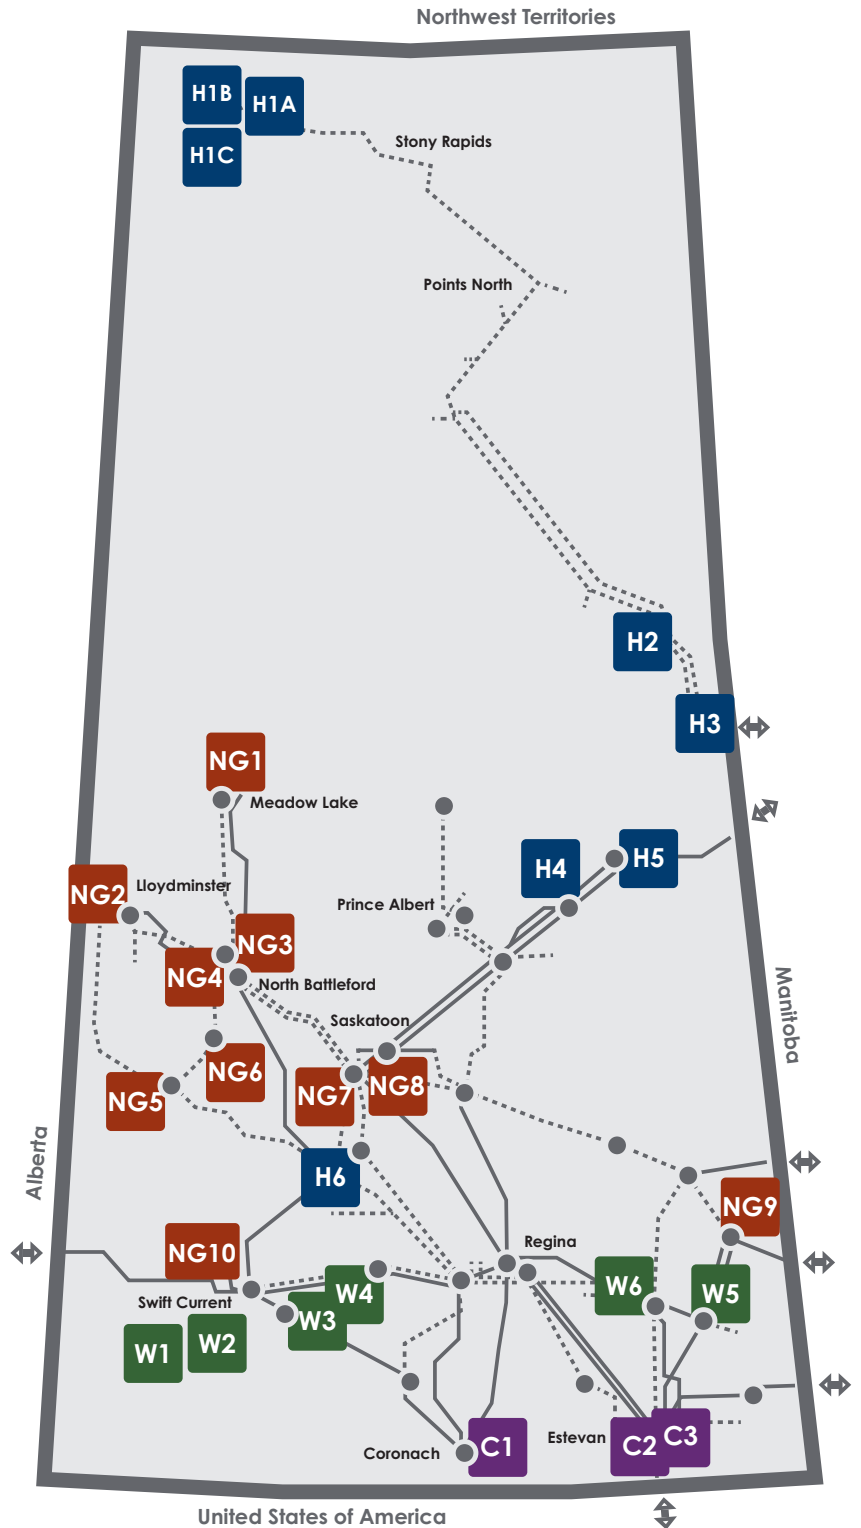 Northwest Territories
H1B
H1A
H1C
Stony Rapids
Points North
H2
H3
NG1
Meadow Lake
H4
H5
NG2
Lloydminster
Prince Albert
NG3
NG4
North Battleford
Manitoba
Saskatoon
NG6
NG7
NG8
NG5
Alberta
H6
NG9
NG10
Regina
W6
W5
W4
Swift Current
W3
W1
W2
Estevan
C3
C2
Coronach
C1
United States of America